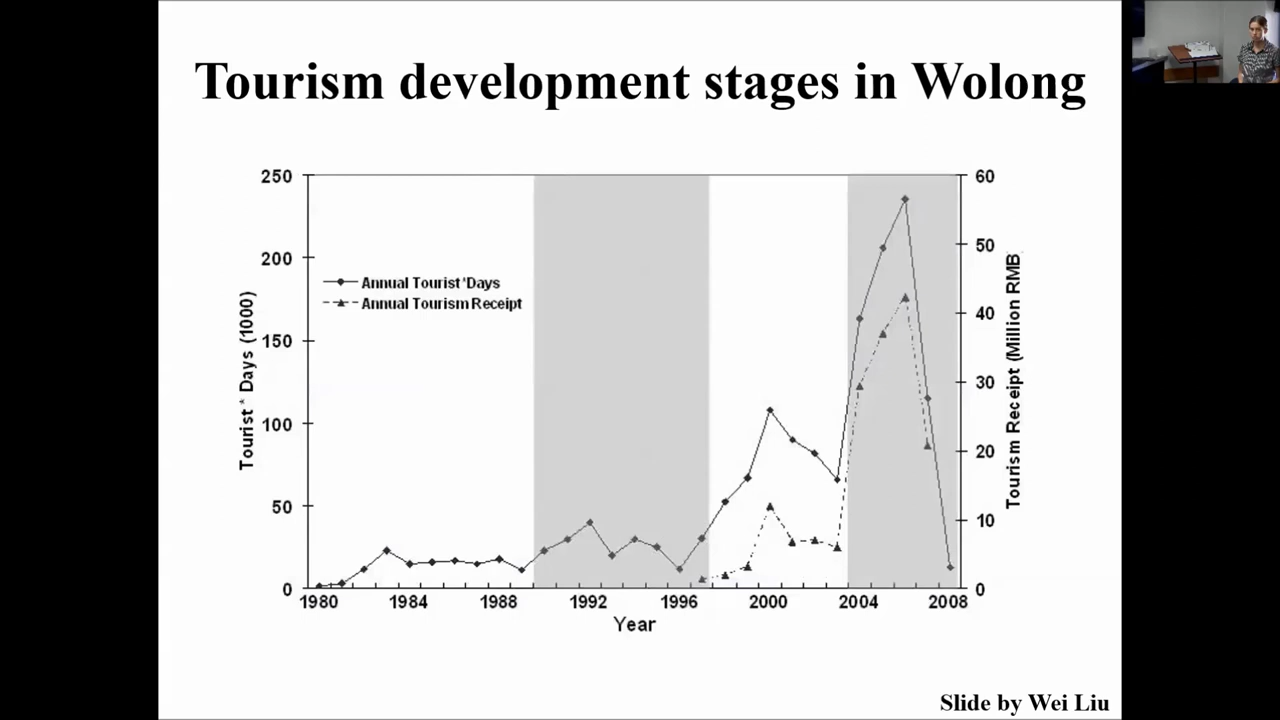 Tourism development stages in Wolong
250
200
150
100
50
0
Tourist * Days (1000)
Annual Tourist *Days
Annual Tourism Receipt
60
50
40
30
20
10
0
Tourism Receipt (Million RMB
1980 1984 1988 1992 1996 2000 2004 2008
Year
Slide by Wei Liu